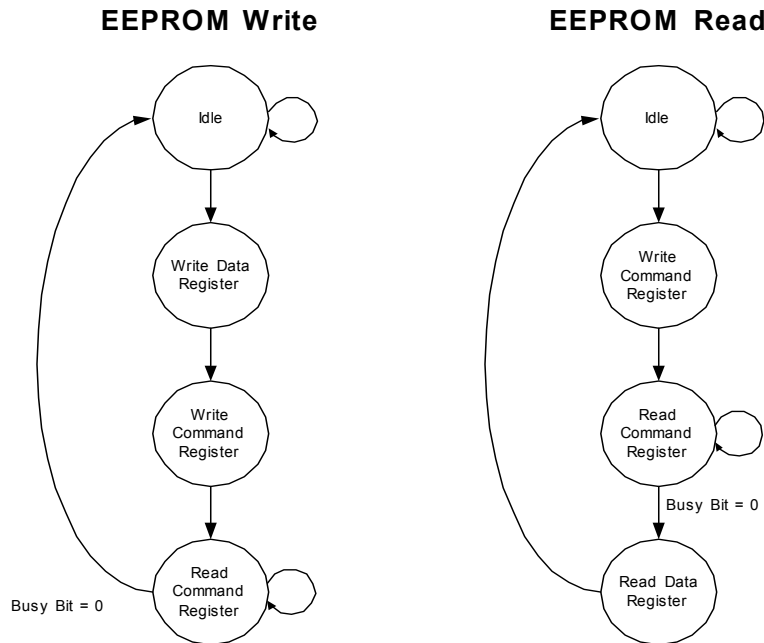 EEPROM Write
Idle
Write Data
Register
Write
Command
Register
Read
Command
Register
Busy Bit = 0
EEPROM Read
Idle
Write
Command
Register
Read
Command
Register
Busy Bit = 0
Read Data
Register